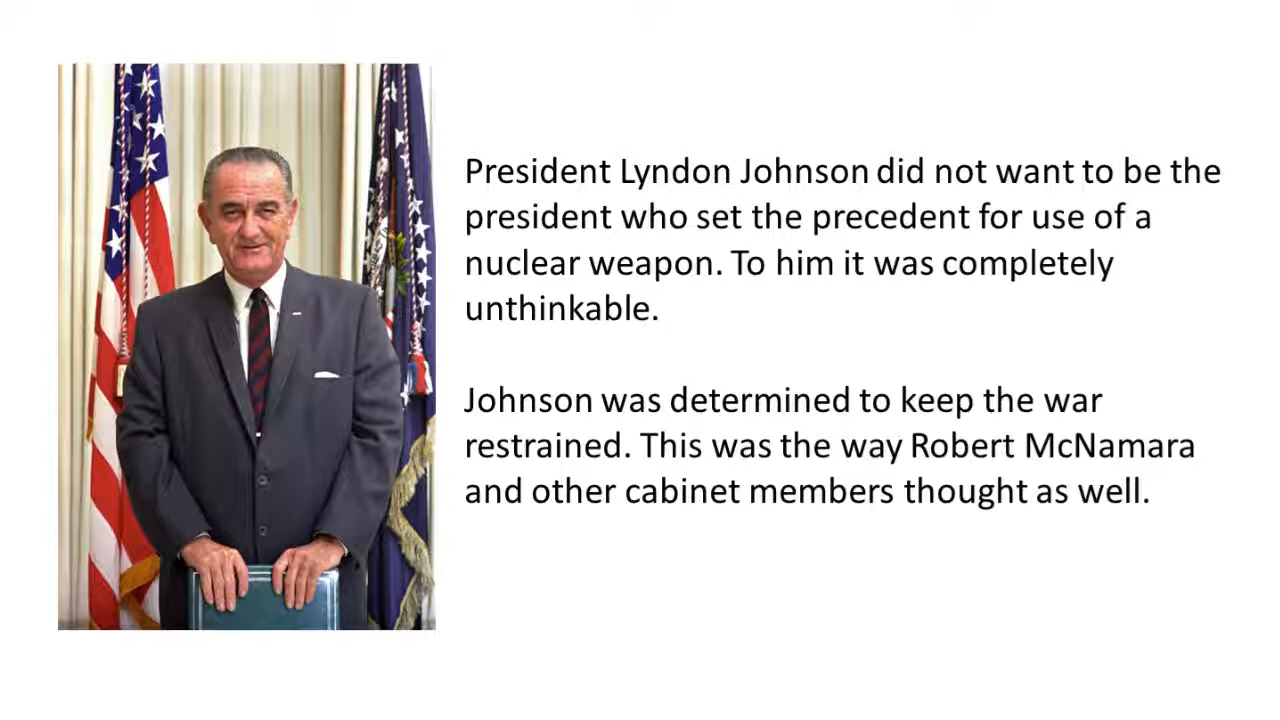 President Lyndon Johnson did not want to be the
president who set the precedent for use of a
nuclear weapon. To him it was completely
unthinkable.
Johnson was determined to keep the war
restrained. This was the way Robert McNamara
and other cabinet members thought as well.